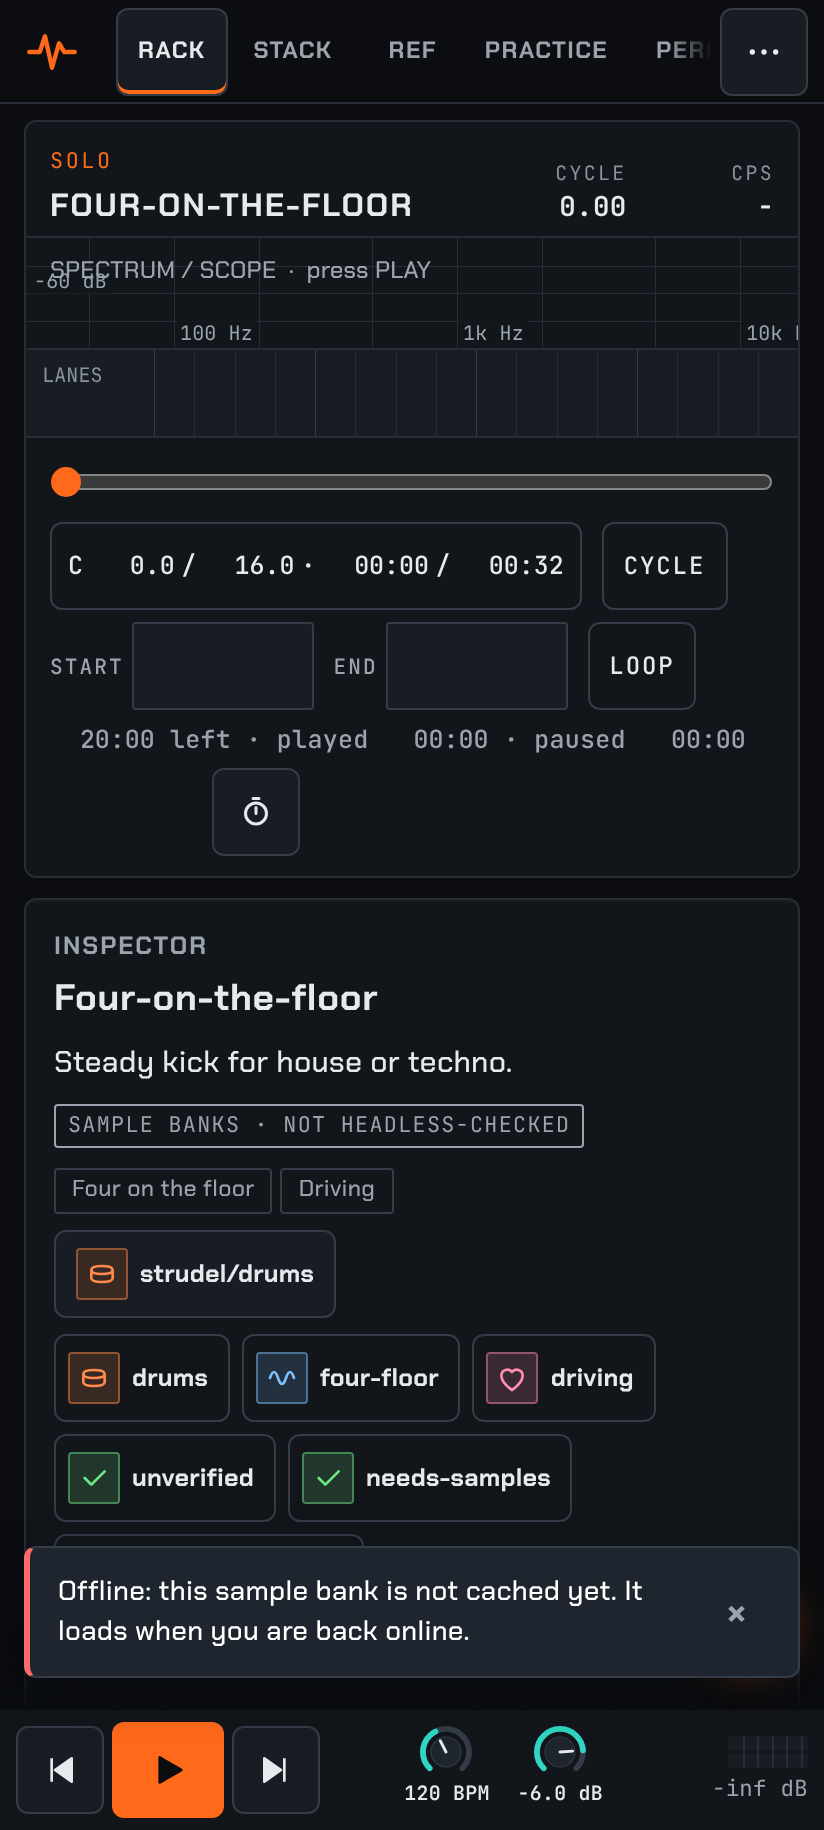 RACK STACK REF PRACTICE PER ...
SOLO
FOUR-ON-THE-FLOOR
CYCLE
0.00
CPS
-
SPECTRUM / SCOPE · press PLAY
-60 dB
100 Hz 1k Hz 10k
LANES
C 0.0 / 16.0 · 00:00 / 00:32 CYCLE
START END LOOP
20:00 left · played 00:00 · paused 00:00
INSPECTOR
Four-on-the-floor
Steady kick for house or techno.
SAMPLE BANKS · NOT HEADLESS-CHECKED
Four on the floor Driving
strudel/drums
drums four-floor driving
unverified needs-samples
Offline: this sample bank is not cached yet. It
loads when you are back online.
×
120 BPM -6.0 dB -inf dB